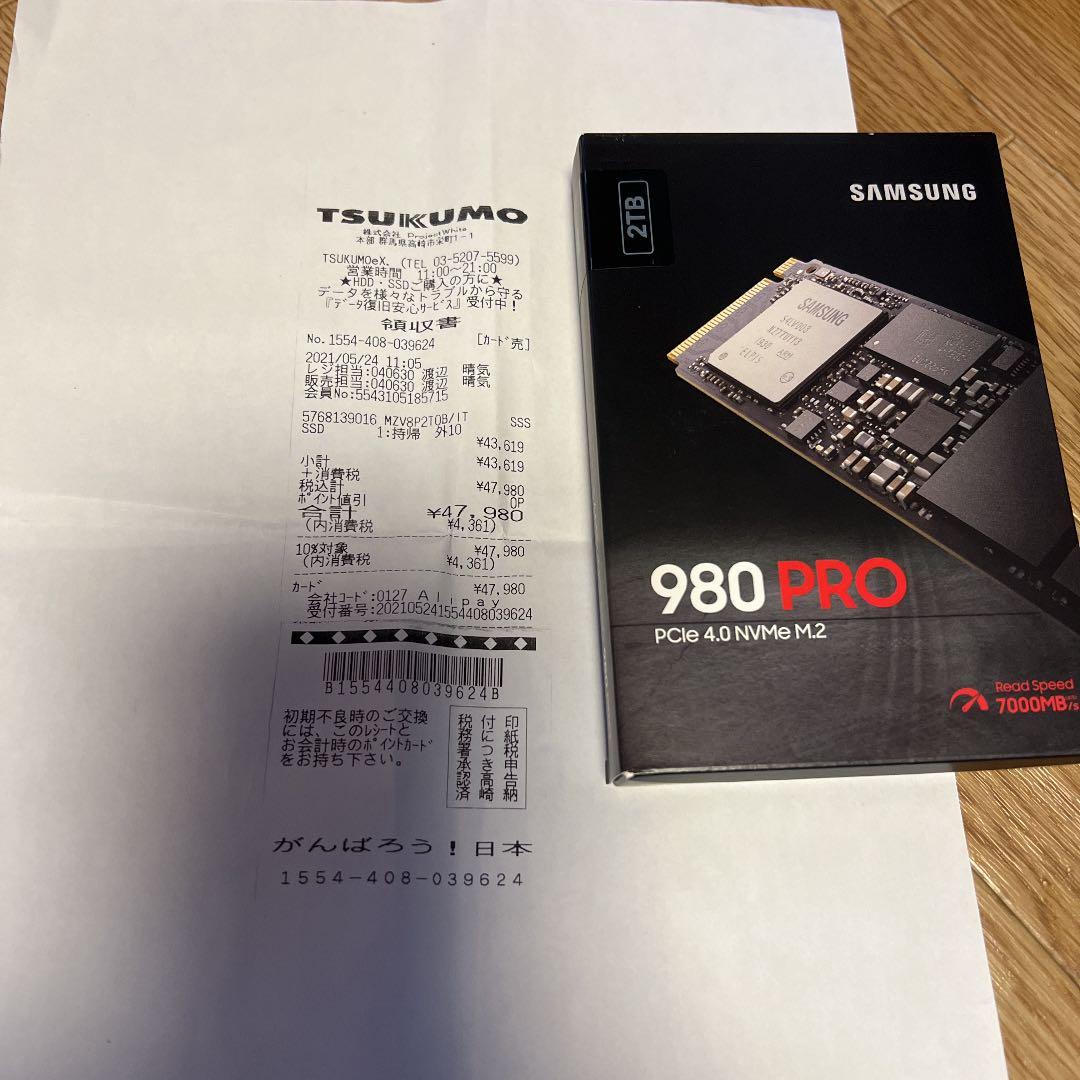 TSUKUMO
株式会社 ProjectWhite
本部 群馬県高崎市栄町1-1
TSUKUMOeX. (TEL 03-5207-5599)
営業時間 11:00～21:00
★HDD・SSDご購入の方に★
データを様々なトラブルから守る
『データ復旧安心サービス』受付中!
領収書
No.1554-408-039624 [カード売]
2021/05/24 11:05
レジ担当:040630 渡辺 晴気
販売担当:040630 渡辺 晴気
会員No:5543105185715
5768139016 MZV8P2T0B/IT SSS
SSD 1:持帰 外10
¥43,619
小計 ¥43,619
+消費税
税込計 ¥47,980
ポイント値引 0P
合計 ¥47,980
(内消費税 ¥4,361)
10%対象 ¥47,980
(内消費税 ¥4,361)
カード ¥47,980
会社コード:0127 Alipay
受付番号:202105241554408039624
B1554408039624B
初期不良時のご交換
には、このレシートと
お会計時のポイントカード
をお持ち下さい。
印紙税申告納
付につき高崎
税務署承認済
がんばろう!日本
1554-408-039624
2TB
SAMSUNG
SAMSUNG
S4LV003
980 PRO
PCIe 4.0 NVMe M.2
Read Speed
7000MB/s